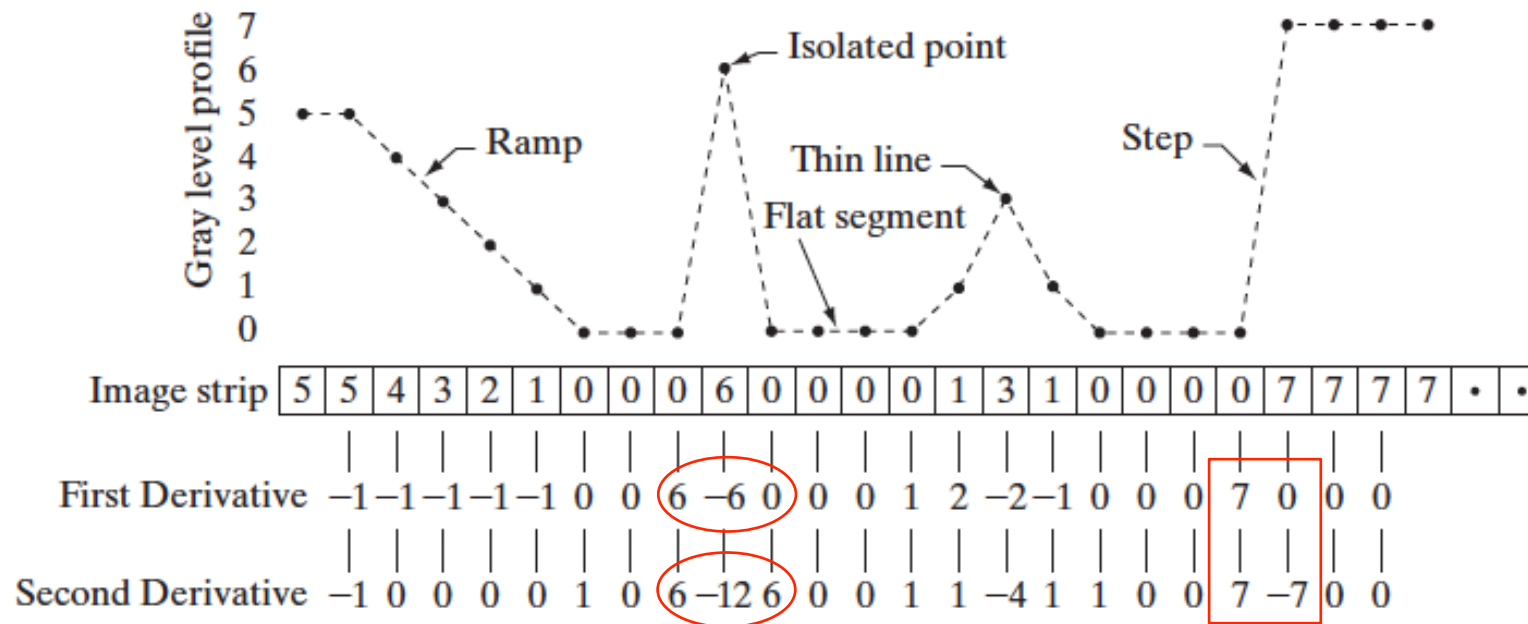 Gray level profile
7
6
5
4
3
2
1
0
Isolated point
Ramp
Thin line
Flat segment
Step
Image strip 5 5 4 3 2 1 0 0 0 6 0 0 0 0 1 3 1 0 0 0 0 7 7 7 7 • •
First Derivative −1 −1 −1 −1 −1 0 0 6 −6 0 0 0 1 2 −2 −1 0 0 0 7 0 0 0
Second Derivative −1 0 0 0 0 1 0 6 −12 6 0 0 1 1 −4 1 1 0 0 7 −7 0 0